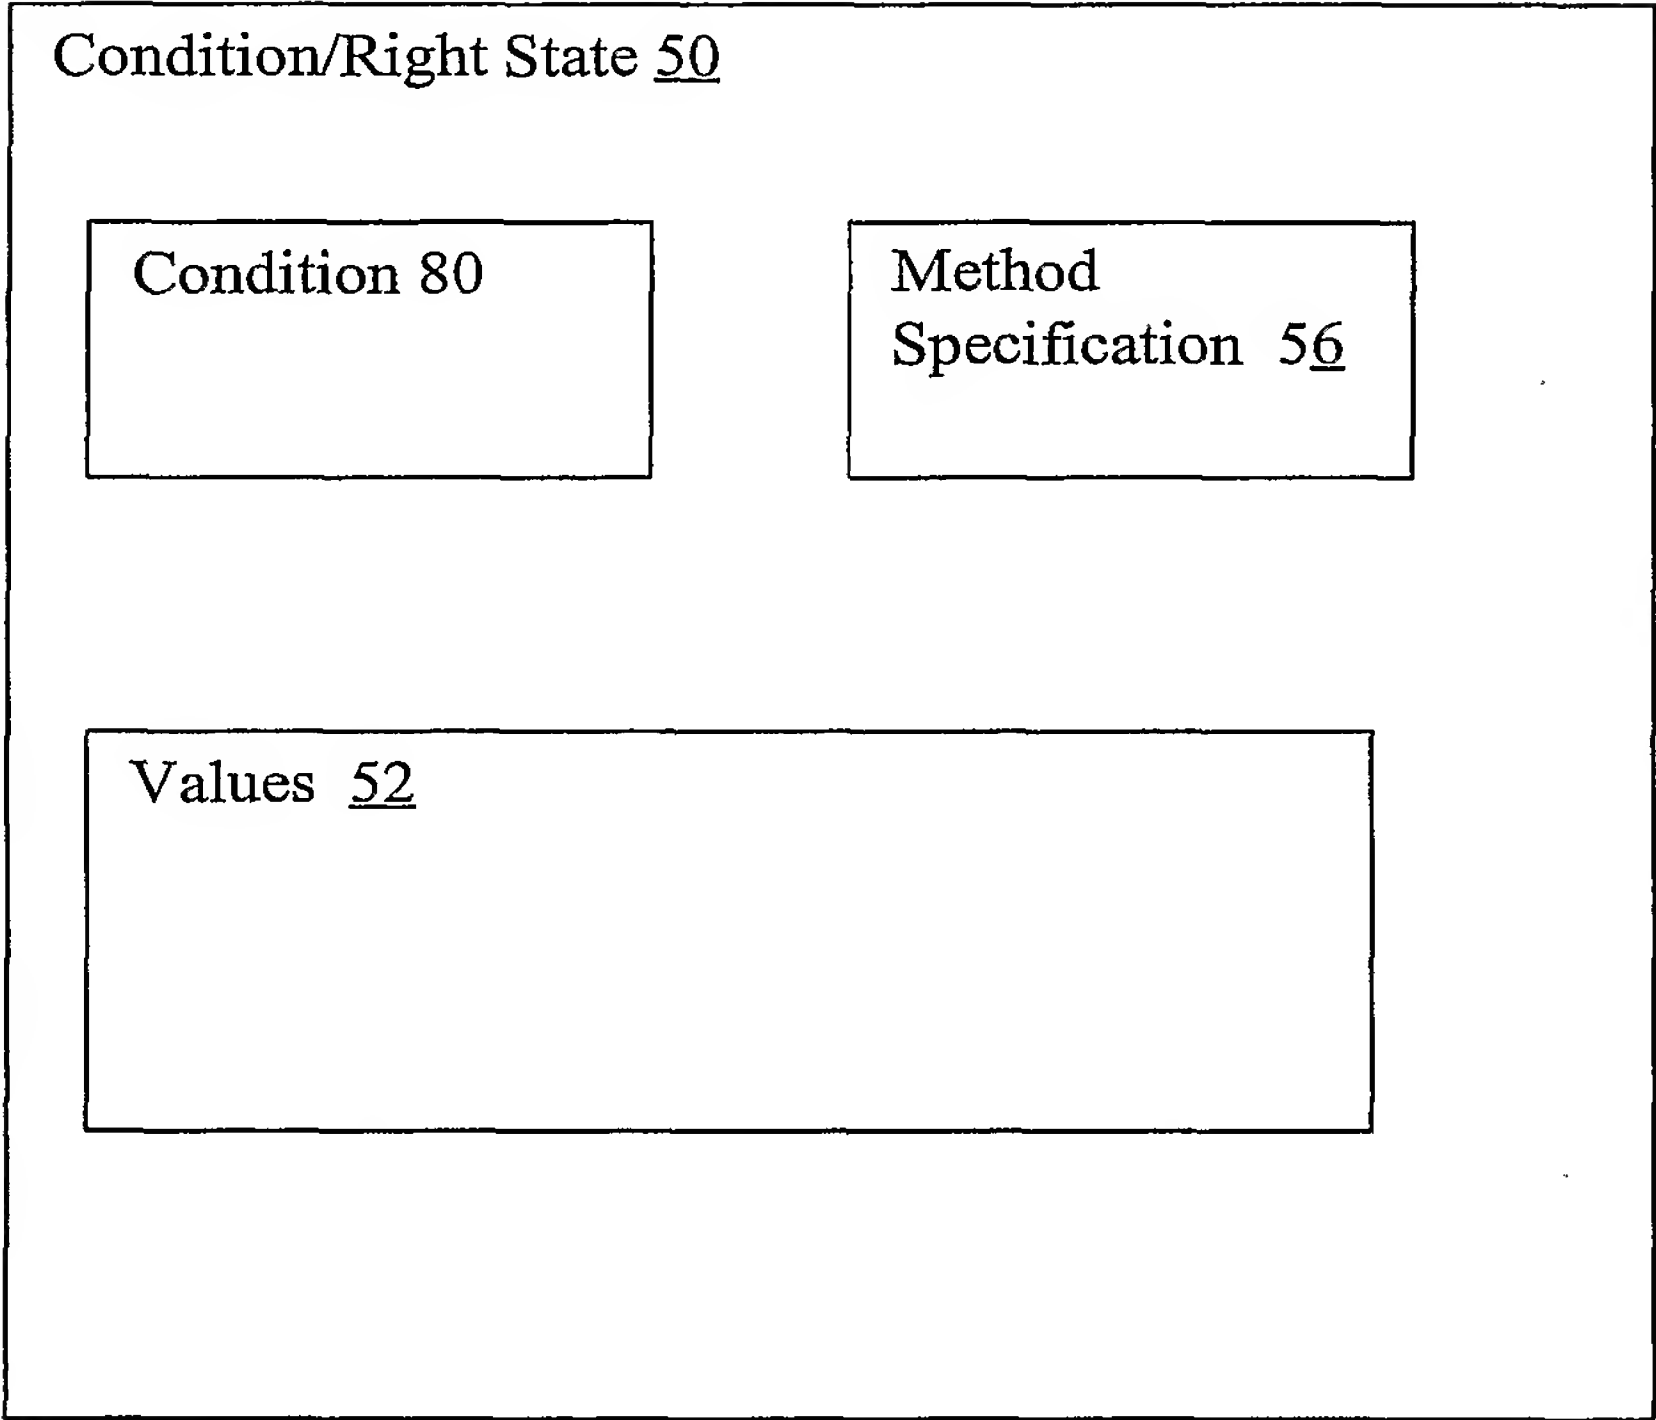 Condition/Right State 50
Condition 80
Method
Specification 56
Values 52